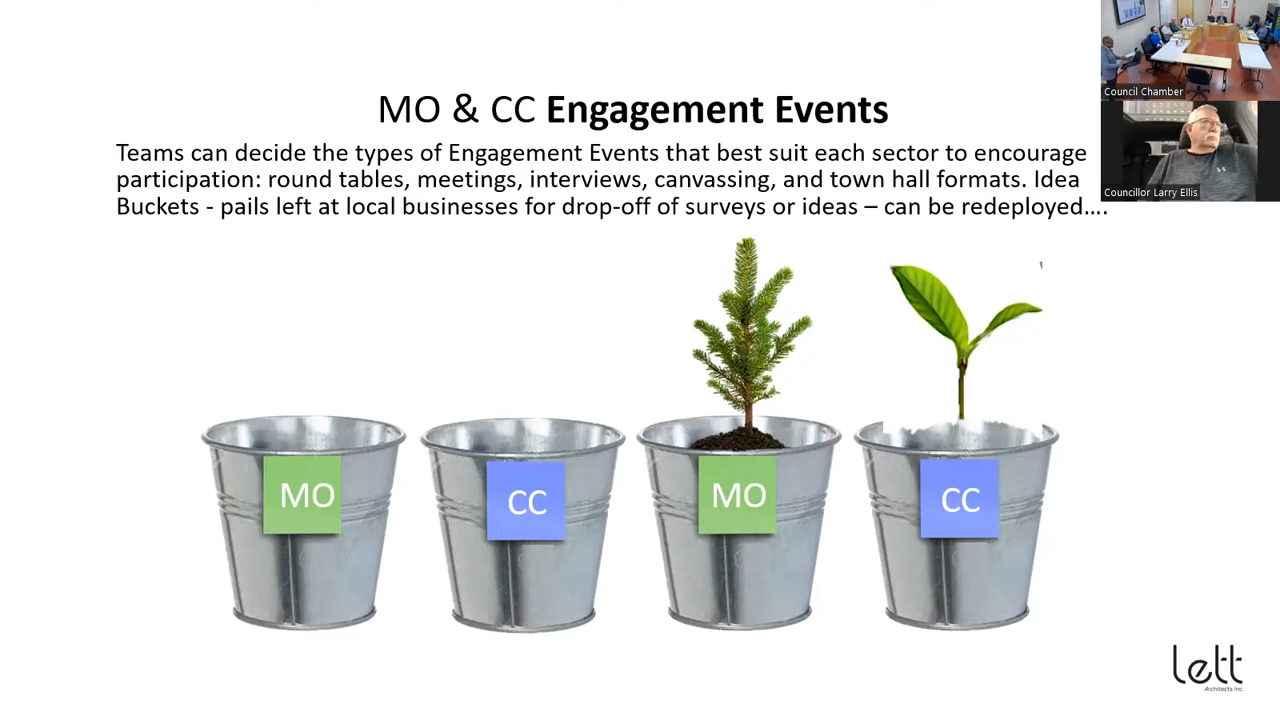 MO & CC Engagement Events
Teams can decide the types of Engagement Events that best suit each sector to encourage
participation: round tables, meetings, interviews, canvassing, and town hall formats. Idea
Buckets - pails left at local businesses for drop-off of surveys or ideas – can be redeployed….
Council Chamber
Councillor Larry Ellis
MO
CC
MO
CC
lett
Architects Inc.